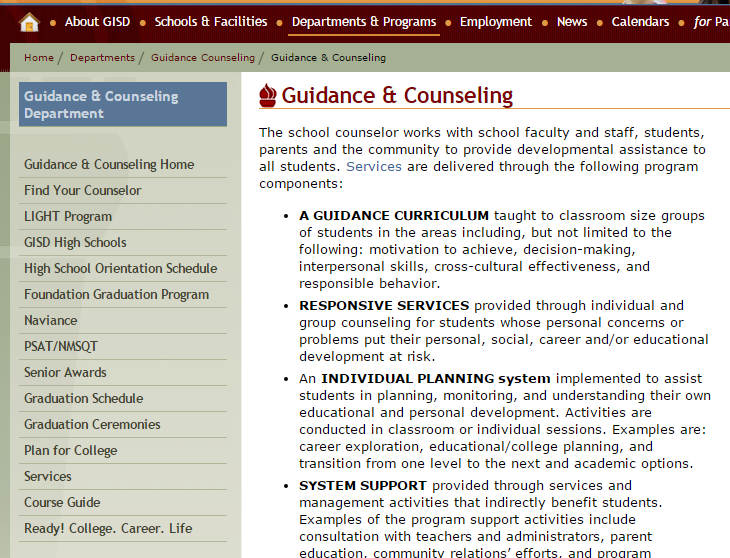 About GISD • Schools & Facilities • Departments & Programs • Employment • News • Calendars • for Pa
Home / Departments / Guidance Counseling / Guidance & Counseling
Guidance & Counseling
Department
Guidance & Counseling Home
Find Your Counselor
LIGHT Program
GISD High Schools
High School Orientation Schedule
Foundation Graduation Program
Naviance
PSAT/NMSQT
Senior Awards
Graduation Schedule
Graduation Ceremonies
Plan for College
Services
Course Guide
Ready! College. Career. Life
Guidance & Counseling
The school counselor works with school faculty and staff, students,
parents and the community to provide developmental assistance to
all students. Services are delivered through the following program
components:
• A GUIDANCE CURRICULUM taught to classroom size groups
of students in the areas including, but not limited to the
following: motivation to achieve, decision-making,
interpersonal skills, cross-cultural effectiveness, and
responsible behavior.
• RESPONSIVE SERVICES provided through individual and
group counseling for students whose personal concerns or
problems put their personal, social, career and/or educational
development at risk.
• An INDIVIDUAL PLANNING system implemented to assist
students in planning, monitoring, and understanding their own
educational and personal development. Activities are
conducted in classroom or individual sessions. Examples are:
career exploration, educational/college planning, and
transition from one level to the next and academic options.
• SYSTEM SUPPORT provided through services and
management activities that indirectly benefit students.
Examples of the program support activities include
consultation with teachers and administrators, parent
education, community relations' efforts, and program